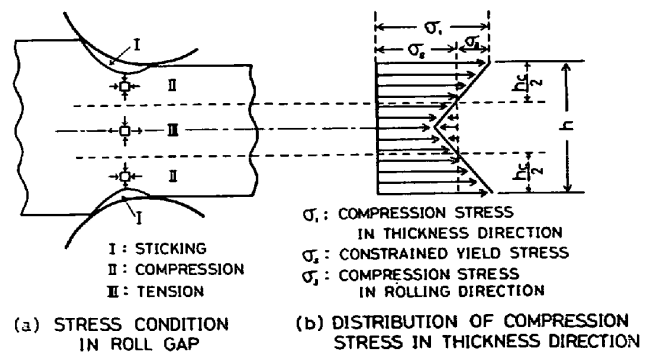 I
II
III
II
I
I : STICKING
II : COMPRESSION
III : TENSION
(a) STRESS CONDITION
IN ROLL GAP
σ₁
σ₂
σ₃
hc/2
h
hc/2
σ₁ : COMPRESSION STRESS
IN THICKNESS DIRECTION
σ₂ : CONSTRAINED YIELD STRESS
σ₃ : COMPRESSION STRESS
IN ROLLING DIRECTION
(b) DISTRIBUTION OF COMPRESSION
STRESS IN THICKNESS DIRECTION